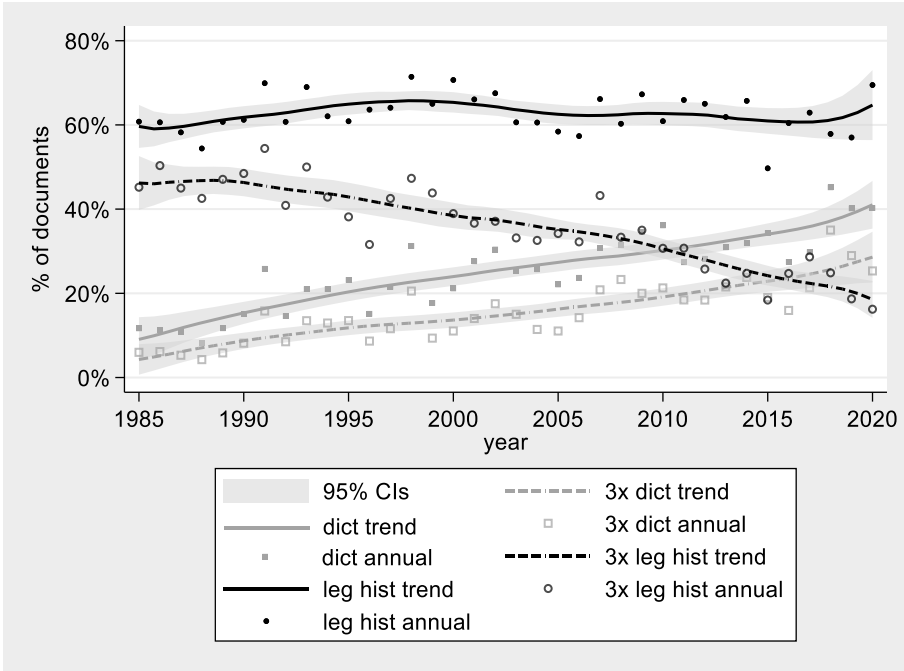 80%
60%
40%
20%
0%
% of documents
1985 1990 1995 2000 2005 2010 2015 2020
year
95% CIs
dict trend
dict annual
leg hist trend
leg hist annual
3x dict trend
3x dict annual
3x leg hist trend
3x leg hist annual